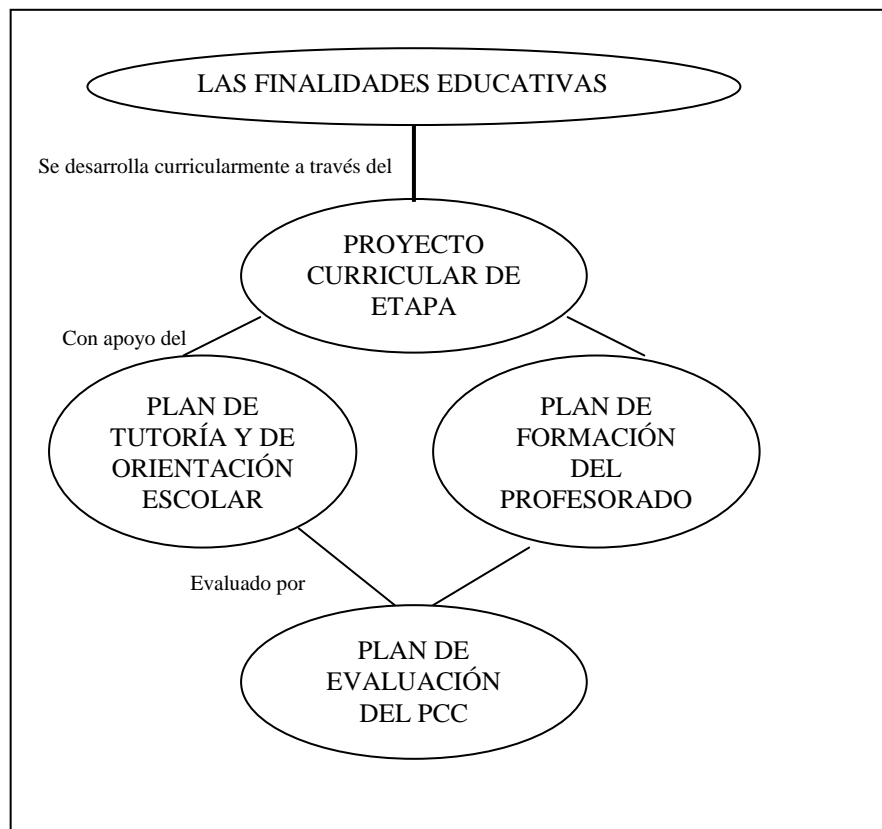 LAS FINALIDADES EDUCATIVAS
Se desarrolla curricularmente a través del
PROYECTO
CURRICULAR DE
ETAPA
Con apoyo del
PLAN DE
TUTORÍA Y DE
ORIENTACIÓN
ESCOLAR
PLAN DE
FORMACIÓN
DEL
PROFESORADO
Evaluado por
PLAN DE
EVALUACIÓN
DEL PCC